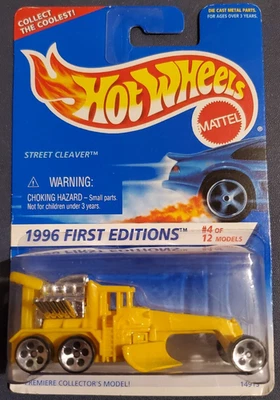 COLLECT
THE COOLEST!
DIE CAST METAL PARTS.
FOR AGES OVER 3 YEARS.
HOT WHEELS
MATTEL
STREET CLEAVER™
⚠ WARNING:
CHOKING HAZARD – Small parts.
Not for children under 3 years.
1996 FIRST EDITIONS™
#4 OF
12 MODELS
PREMIERE COLLECTOR'S MODEL!